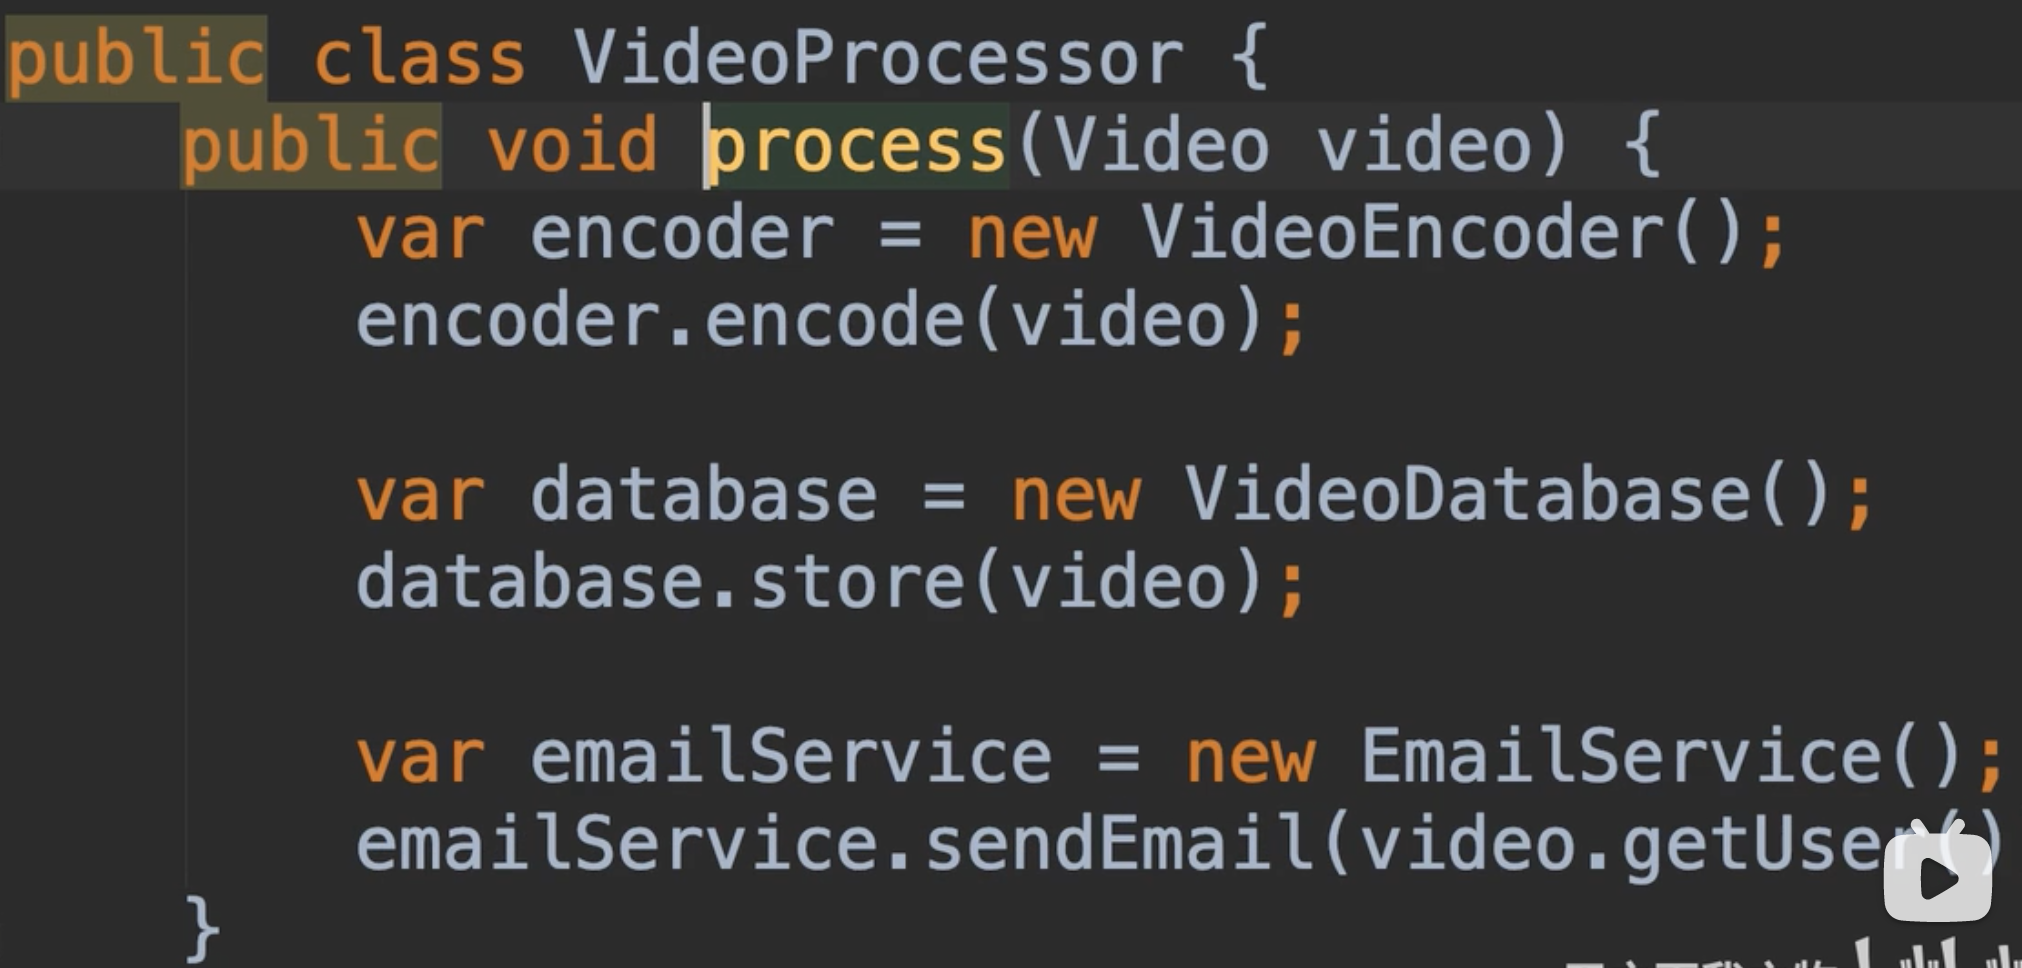 public class VideoProcessor {
public void process(Video video) {
var encoder = new VideoEncoder();
encoder.encode(video);
var database = new VideoDatabase();
database.store(video);
var emailService = new EmailService();
emailService.sendEmail(video.getUser()
}